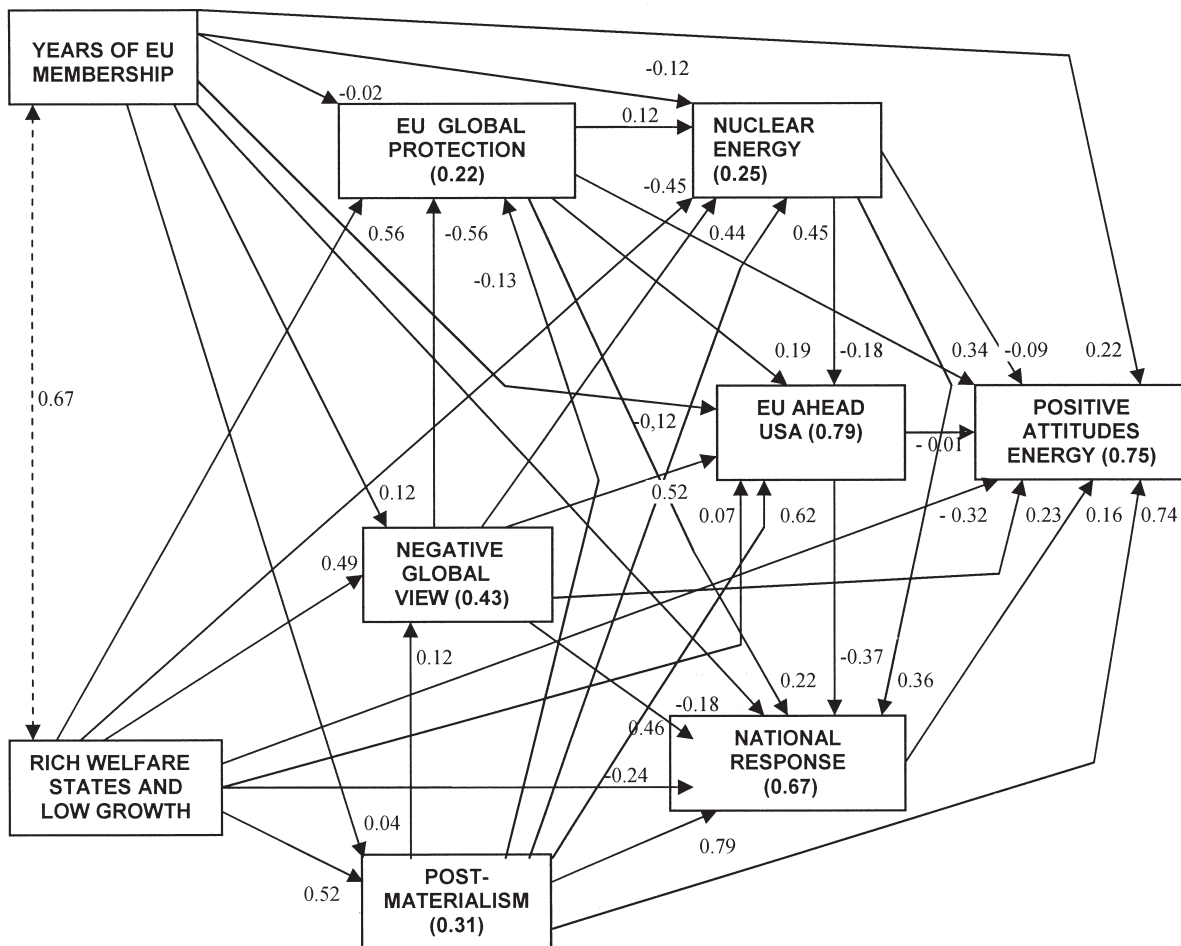 YEARS OF EU
MEMBERSHIP
-0.12
-0.02
0.12
EU GLOBAL
PROTECTION
(0.22)
NUCLEAR
ENERGY
(0.25)
-0.45
0.56
-0.56
0.44
0.45
-0.13
0.19
-0.18
0.34
-0.09
0.22
0.67
EU AHEAD
USA (0.79)
POSITIVE
ATTITUDES
ENERGY (0.75)
-0,12
- 0.01
0.12
0.52
0.07
0.62
- 0.32
0.23
0.16
0.74
NEGATIVE
GLOBAL
VIEW (0.43)
0.49
0.12
-0.37
0.22
0.36
-0.18
0.46
NATIONAL
RESPONSE
(0.67)
RICH WELFARE
STATES AND
LOW GROWTH
-0.24
0.04
0.79
0.52
POST-
MATERIALISM
(0.31)